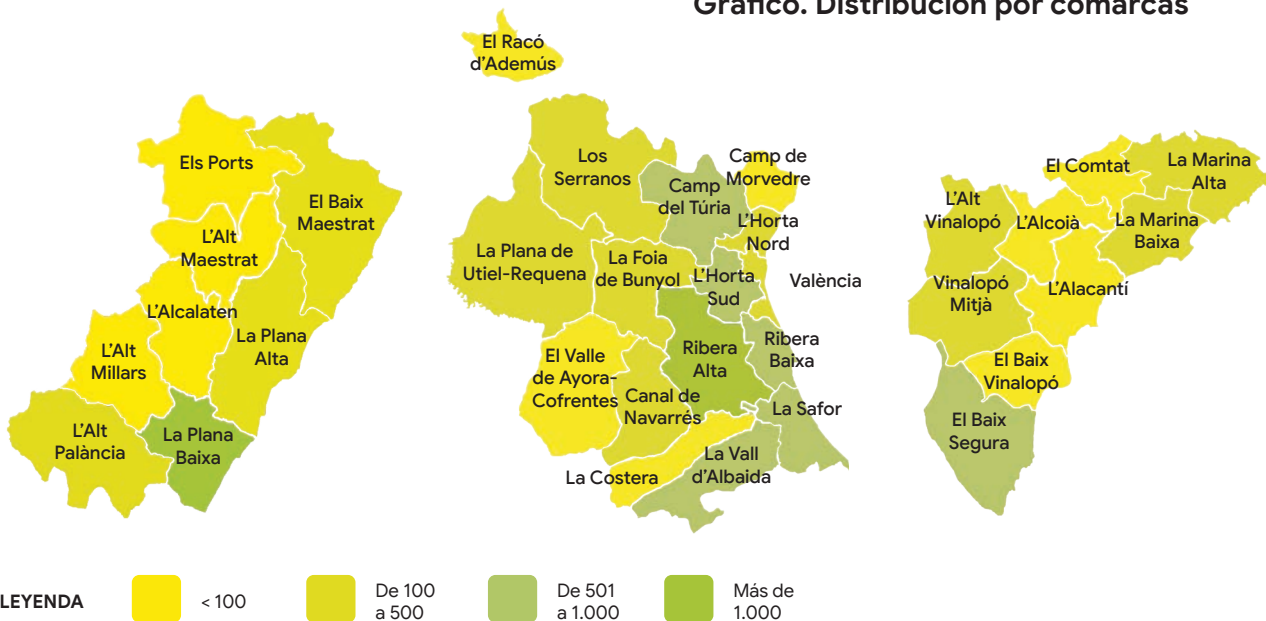 Gráfico. Distribución por comarcas
El Racó
d'Ademús
Els Ports
El Baix
Maestrat
L'Alt
Maestrat
L'Alcalaten
La Plana
Alta
L'Alt
Millars
L'Alt
Palància
La Plana
Baixa
Los
Serranos
Camp de
Morvedre
Camp
del Túria
L'Horta
Nord
La Plana de
Utiel-Requena
La Foia
de Bunyol
L'Horta
Sud
València
El Valle
de Ayora-
Cofrentes
Ribera
Alta
Ribera
Baixa
Canal de
Navarrés
La Safor
La Costera
La Vall
d'Albaida
El Comtat
La Marina
Alta
L'Alt
Vinalopó
L'Alcoià
La Marina
Baixa
Vinalopó
Mitjà
L'Alacantí
El Baix
Vinalopó
El Baix
Segura
LEYENDA
< 100
De 100
a 500
De 501
a 1.000
Más de
1.000